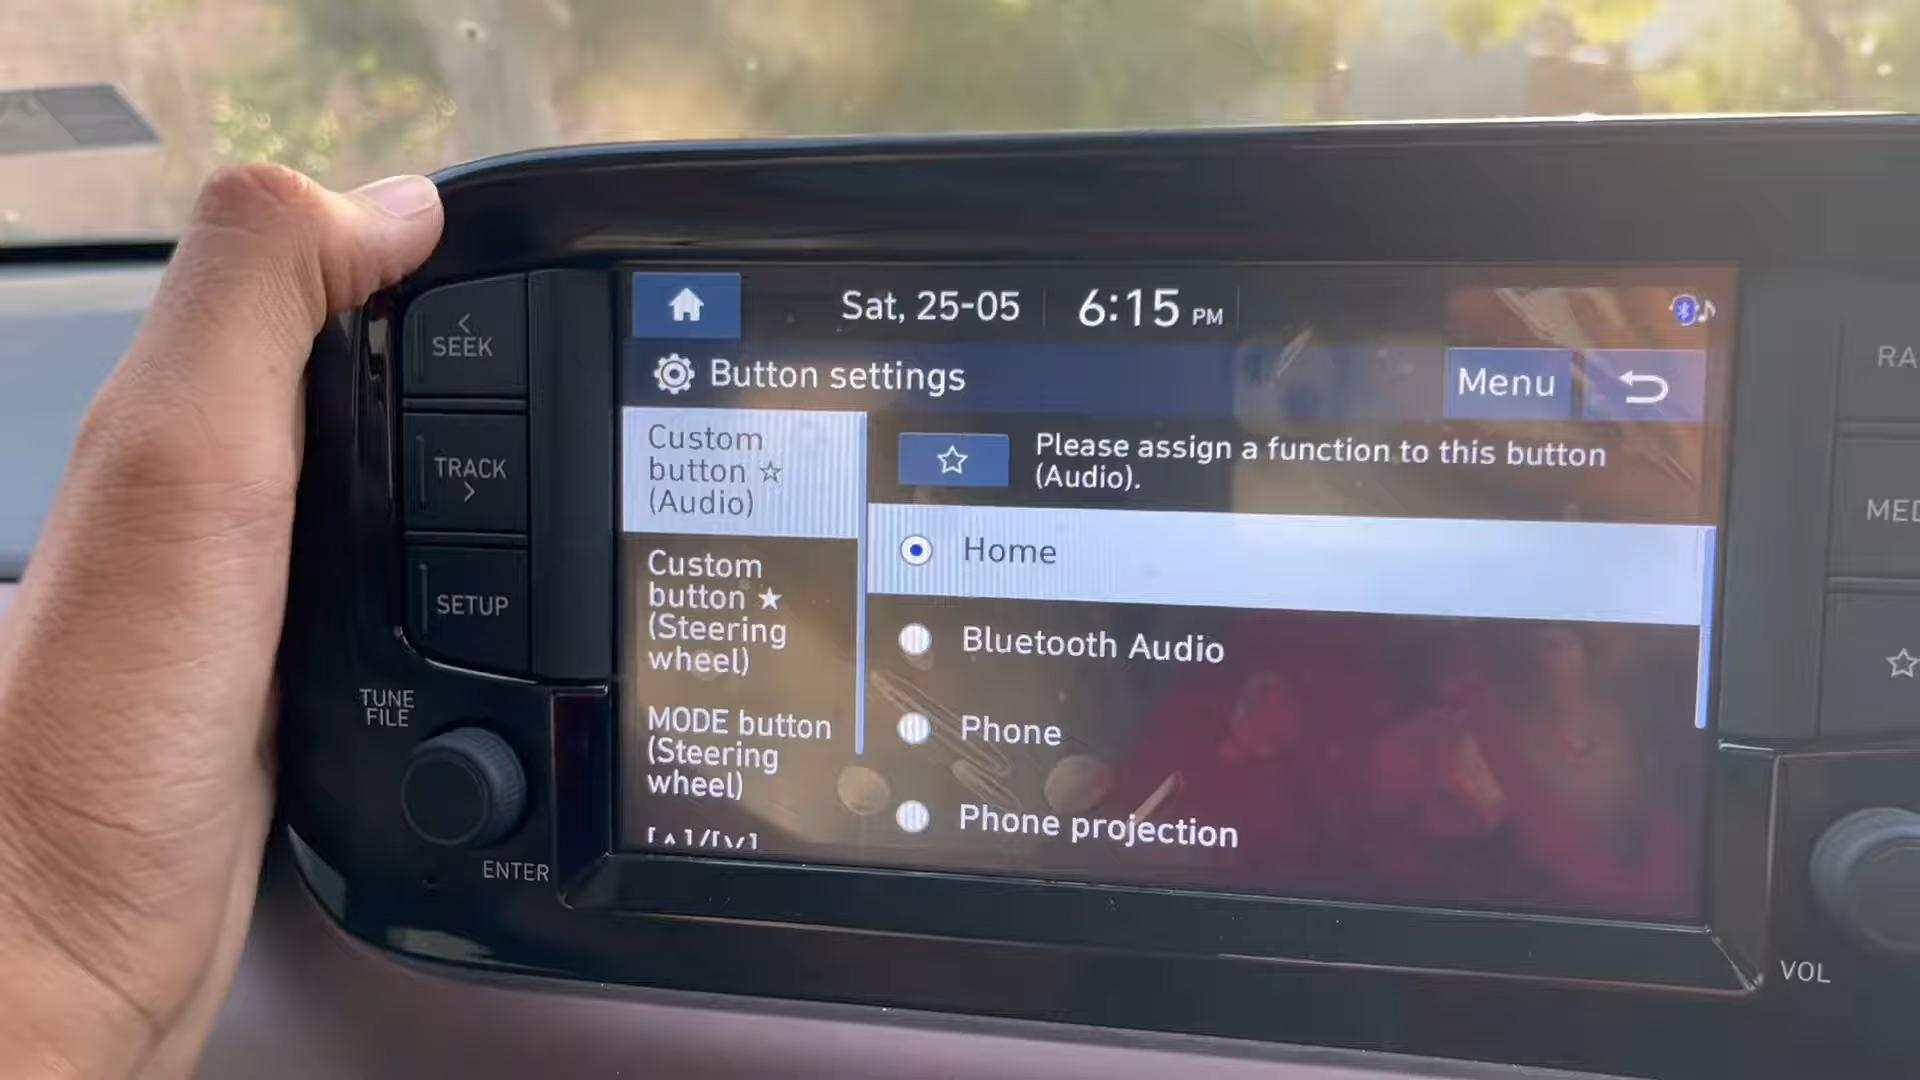 <
SEEK
TRACK
>
SETUP
TUNE
FILE
ENTER
Sat, 25-05
6:15 PM
Button settings
Menu
Custom
button ☆
(Audio)
Custom
button ★
(Steering
wheel)
MODE button
(Steering
wheel)
[∧]/[∨]
☆ Please assign a function to this button
(Audio).
Home
Bluetooth Audio
Phone
Phone projection
RA
MED
☆
VOL